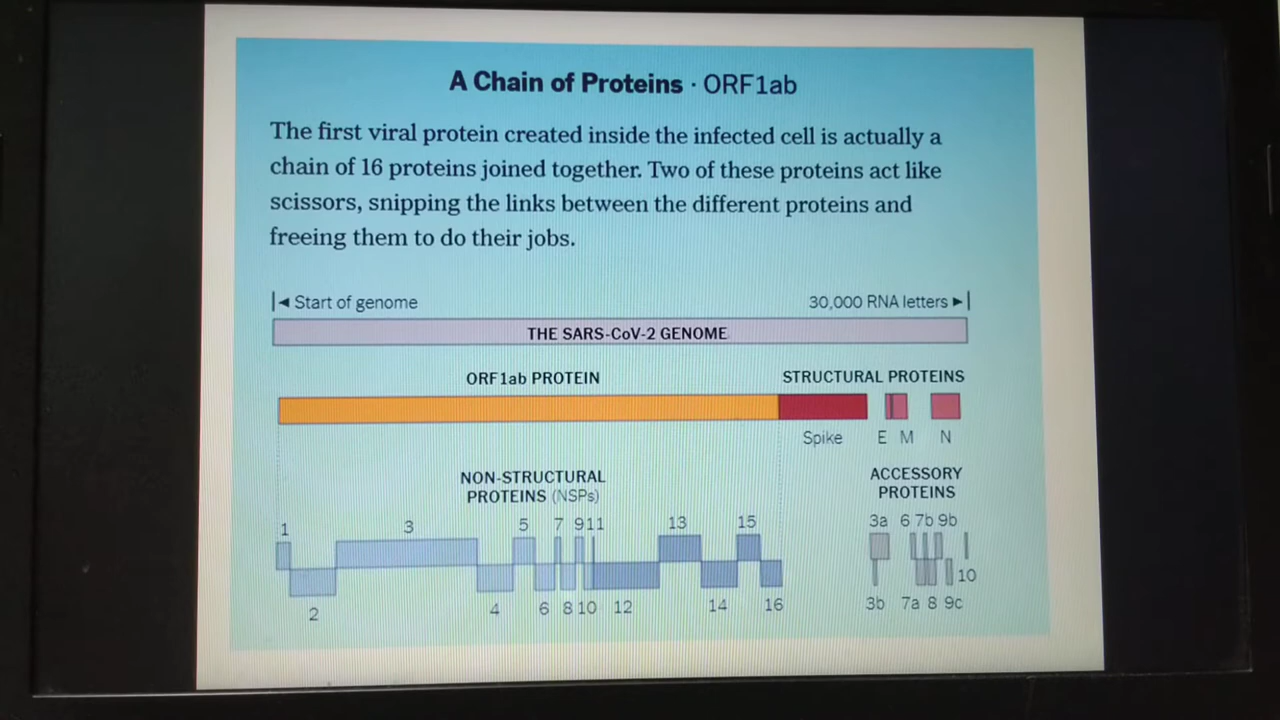 A Chain of Proteins · ORF1ab
The first viral protein created inside the infected cell is actually a
chain of 16 proteins joined together. Two of these proteins act like
scissors, snipping the links between the different proteins and
freeing them to do their jobs.
|◄ Start of genome 30,000 RNA letters ►|
THE SARS-CoV-2 GENOME
ORF1ab PROTEIN STRUCTURAL PROTEINS
Spike E M N
NON-STRUCTURAL
PROTEINS (NSPs)
ACCESSORY
PROTEINS
1 3 5 7 9 11 13 15
2 4 6 8 10 12 14 16
3a 6 7b 9b
10
3b 7a 8 9c